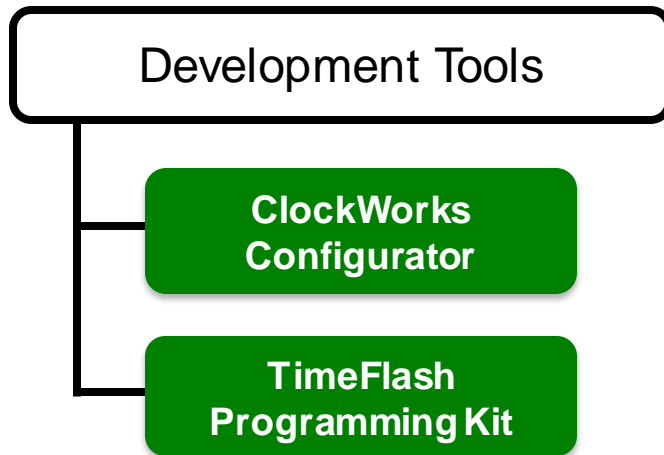 Development Tools
ClockWorks
Configurator
TimeFlash
Programming Kit